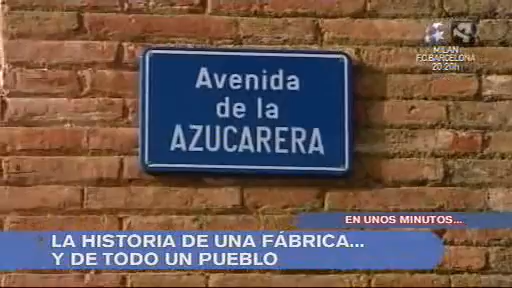 MILAN
F.C.BARCELONA
20:20h
Avenida
de la
AZUCARERA
EN UNOS MINUTOS...
LA HISTORIA DE UNA FÁBRICA...
Y DE TODO UN PUEBLO